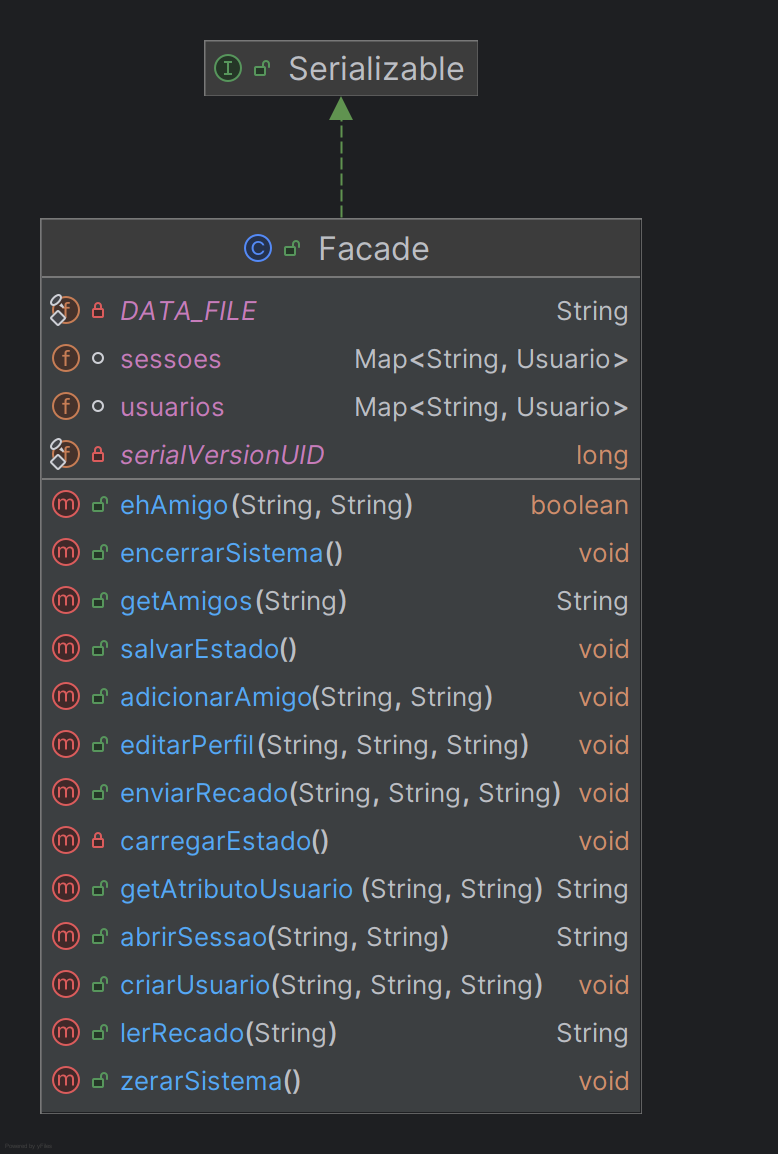 Serializable
Facade
DATA_FILE String
sessoes Map<String, Usuario>
usuarios Map<String, Usuario>
serialVersionUID long
ehAmigo(String, String) boolean
encerrarSistema() void
getAmigos(String) String
salvarEstado() void
adicionarAmigo(String, String) void
editarPerfil(String, String, String) void
enviarRecado(String, String, String) void
carregarEstado() void
getAtributoUsuario (String, String) String
abrirSessao(String, String) String
criarUsuario(String, String, String) void
lerRecado(String) String
zerarSistema() void
Powered by yFiles